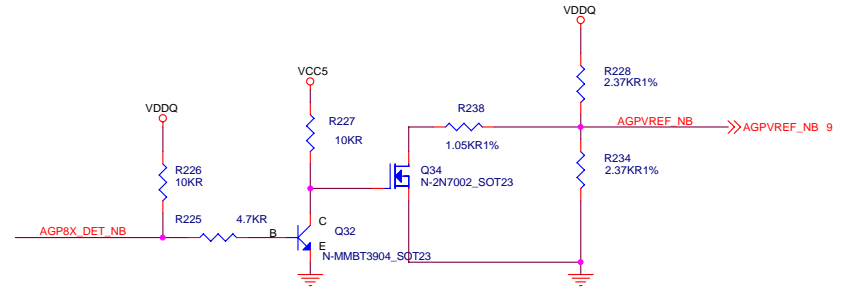 VDDQ
VCC5
R228
2.37KR1%
VDDQ
R238
R227
AGPVREF_NB
AGPVREF_NB 9
10KR
1.05KR1%
R226
10KR
Q34
N-2N7002_SOT23
R234
2.37KR1%
R225
4.7KR
C
Q32
AGP8X_DET_NB
B
E
N-MMBT3904_SOT23